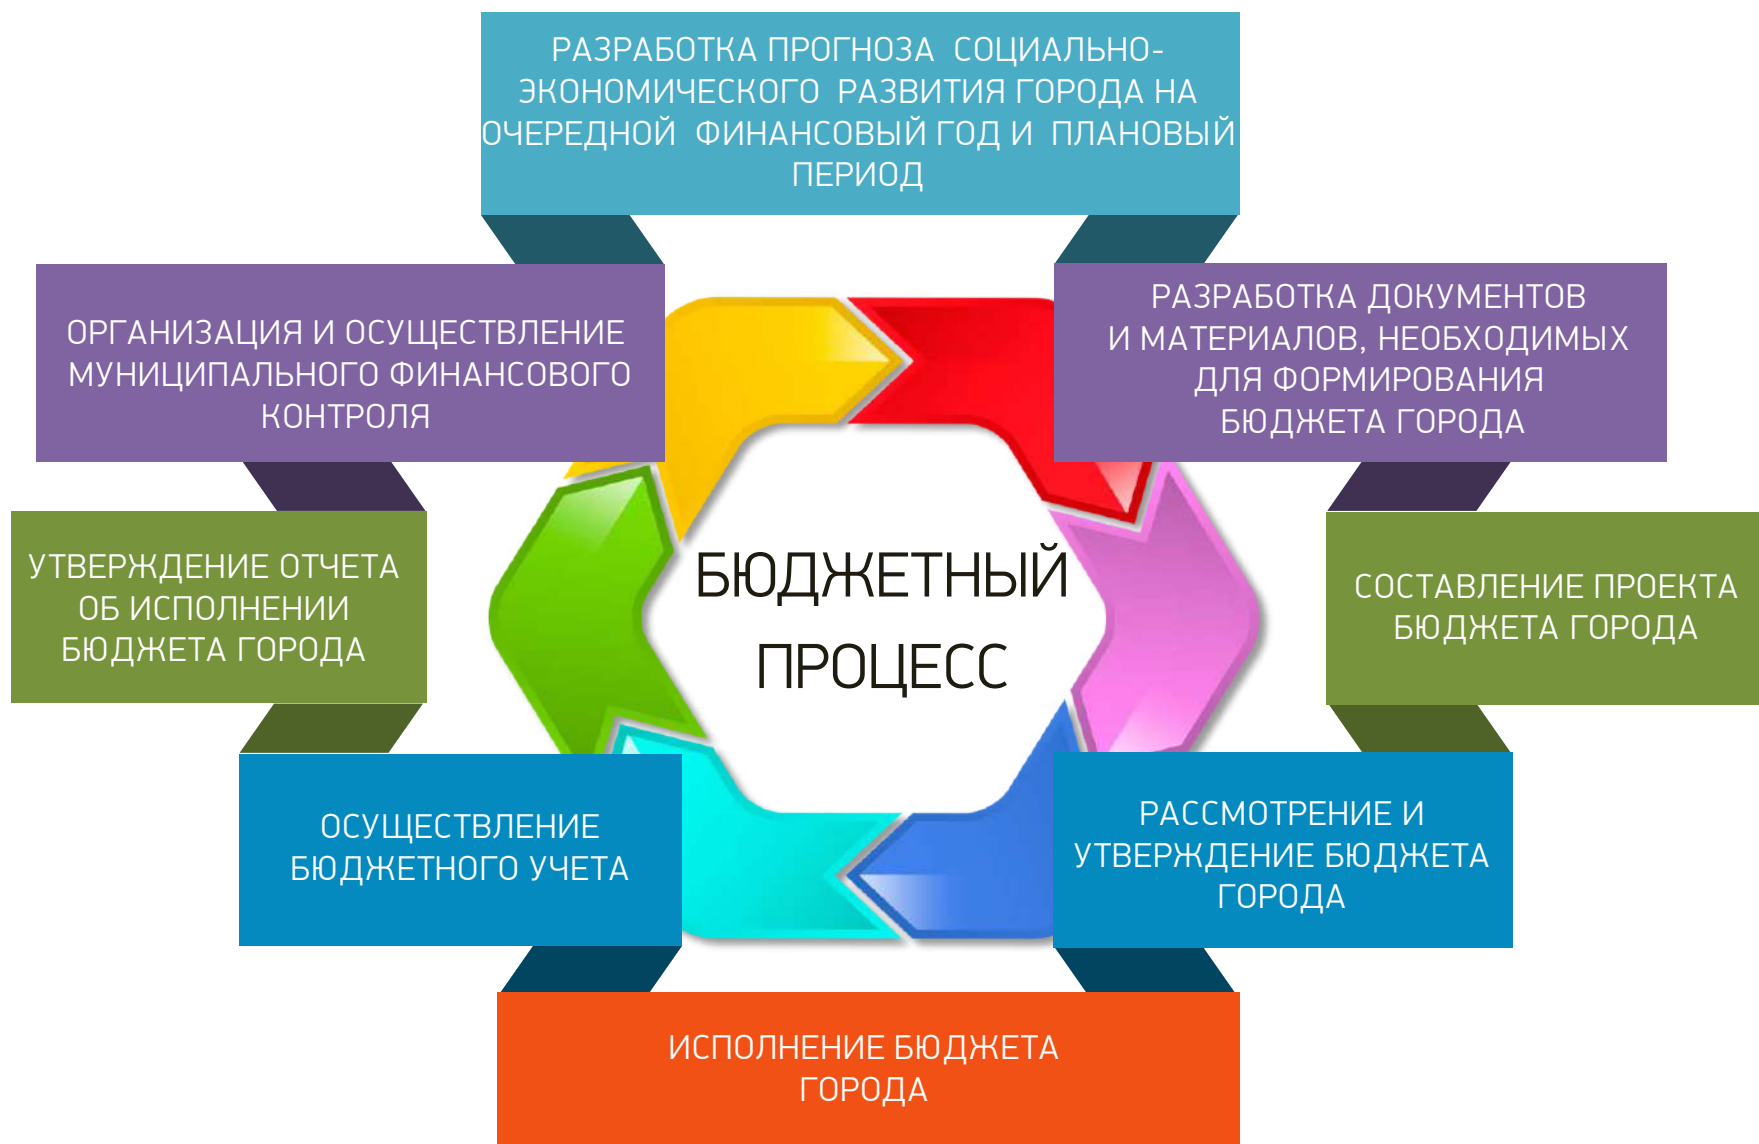 РАЗРАБОТКА ПРОГНОЗА СОЦИАЛЬНО-
ЭКОНОМИЧЕСКОГО РАЗВИТИЯ ГОРОДА НА
ОЧЕРЕДНОЙ ФИНАНСОВЫЙ ГОД И ПЛАНОВЫЙ
ПЕРИОД
ОРГАНИЗАЦИЯ И ОСУЩЕСТВЛЕНИЕ
МУНИЦИПАЛЬНОГО ФИНАНСОВОГО
КОНТРОЛЯ
РАЗРАБОТКА ДОКУМЕНТОВ
И МАТЕРИАЛОВ, НЕОБХОДИМЫХ
ДЛЯ ФОРМИРОВАНИЯ
БЮДЖЕТА ГОРОДА
УТВЕРЖДЕНИЕ ОТЧЕТА
ОБ ИСПОЛНЕНИИ
БЮДЖЕТА ГОРОДА
БЮДЖЕТНЫЙ
ПРОЦЕСС
СОСТАВЛЕНИЕ ПРОЕКТА
БЮДЖЕТА ГОРОДА
ОСУЩЕСТВЛЕНИЕ
БЮДЖЕТНОГО УЧЕТА
РАССМОТРЕНИЕ И
УТВЕРЖДЕНИЕ БЮДЖЕТА
ГОРОДА
ИСПОЛНЕНИЕ БЮДЖЕТА
ГОРОДА